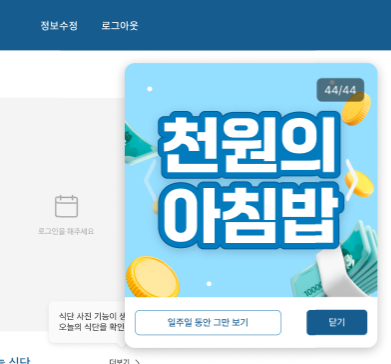 정보수정 로그아웃
44/44
천원의
아침밥
로그인을 해주세요
식단 사진 기능이
오늘의 식단을 확인
일주일 동안 그만 보기 닫기
식단
더보기 >